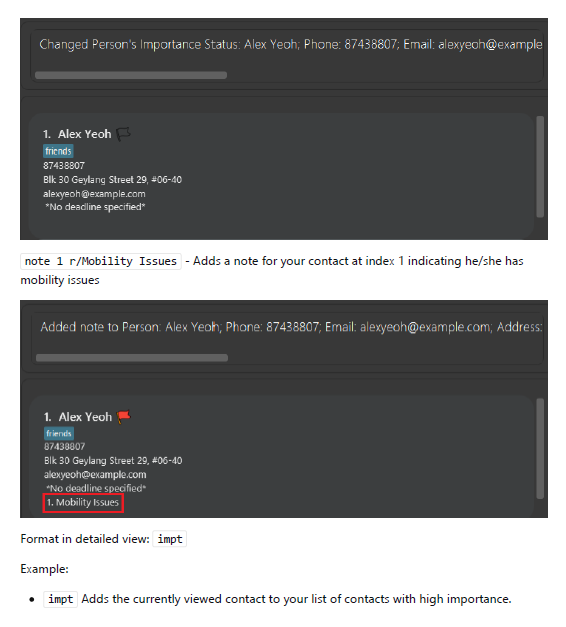 Changed Person's Importance Status: Alex Yeoh; Phone: 87438807; Email: alexyeoh@example
1. Alex Yeoh
friends
87438807
Blk 30 Geylang Street 29, #06-40
alexyeoh@example.com
*No deadline specified*
note 1 r/Mobility Issues - Adds a note for your contact at index 1 indicating he/she has
mobility issues
Added note to Person: Alex Yeoh; Phone: 87438807; Email: alexyeoh@example.com; Address:
1. Alex Yeoh
friends
87438807
Blk 30 Geylang Street 29, #06-40
alexyeoh@example.com
*No deadline specified*
1. Mobility Issues
Format in detailed view: impt
Example:
• impt Adds the currently viewed contact to your list of contacts with high importance.